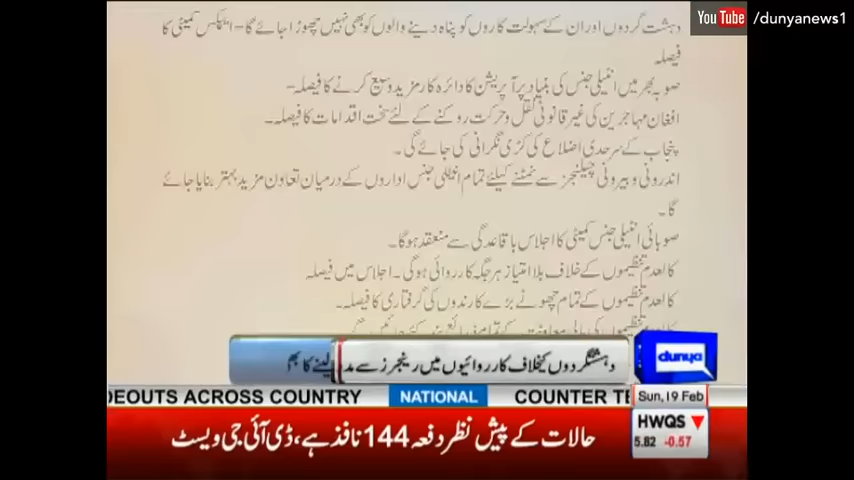 YouTube /dunyanews1
دہشت گردوں اور ان کے سہولت کاروں کو پناہ دینے والوں کو بھی نہیں چھوڑا جائے گا - اپیکس کمیٹی کا
فیصلہ
صوبہ بھر میں انٹیلی جنس کی بنیاد پر آپریشن کا دائرہ کار مزید وسیع کرنے کا فیصلہ -
افغان مہاجرین کی غیر قانونی نقل و حرکت روکنے کے لئے سخت اقدامات کا فیصلہ ۔
پنجاب کے سرحدی اضلاع کی کڑی نگرانی کی جائے گی ۔
اندرونی و بیرونی چیلنجز سے نمٹنے کیلئے تمام انٹیلی جنس اداروں کے درمیان تعاون مزید بہتر بنایا جائے
گا ۔
صوبائی انٹیلی جنس کمیٹی کا اجلاس باقاعدگی سے منعقد ہوگا ۔
کالعدم تنظیموں کے خلاف بلا امتیاز ہر جگہ کارروائی ہوگی ۔ اجلاس میں فیصلہ
کالعدم تنظیموں کے تمام چھوٹے بڑے کارندوں کی گرفتاری کا فیصلہ ۔
دہشتگردوں کیخلاف کارروائیوں میں رینجرز سے مدد لینے کا بھی
dunya
DEOUTS ACROSS COUNTRY NATIONAL COUNTER TE Sun, 19 Feb
حالات کے پیش نظر دفعہ 144 نافذ ہے، ڈی آئی جی ویسٹ
HWQS ▼
5.82 -0.57